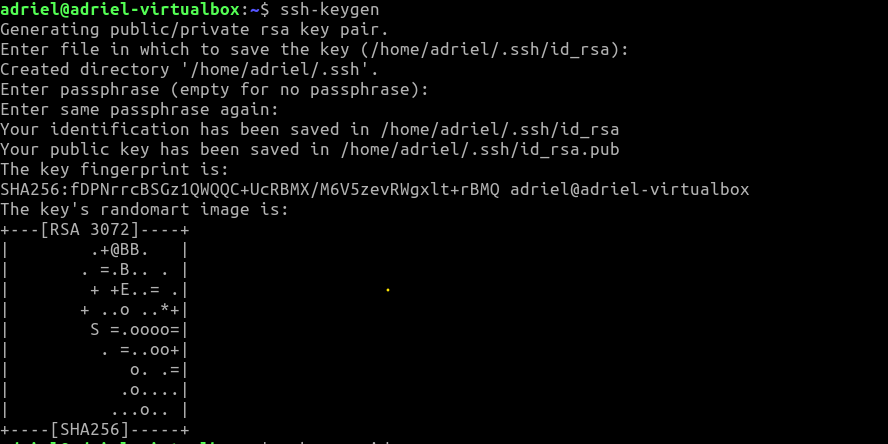 adriel@adriel-virtualbox:~$ ssh-keygen
Generating public/private rsa key pair.
Enter file in which to save the key (/home/adriel/.ssh/id_rsa):
Created directory '/home/adriel/.ssh'.
Enter passphrase (empty for no passphrase):
Enter same passphrase again:
Your identification has been saved in /home/adriel/.ssh/id_rsa
Your public key has been saved in /home/adriel/.ssh/id_rsa.pub
The key fingerprint is:
SHA256:fDPNrrcBSGz1QWQQC+UcRBMX/M6V5zevRWgxlt+rBMQ adriel@adriel-virtualbox
The key's randomart image is:
+---[RSA 3072]----+
|        .+@BB.   |
|       . =.B.. . |
|        + +E..= .|
|       + ..o ..*+|
|        S =.oooo=|
|         . =..oo+|
|            o. .=|
|           .o....|
|          ...o.. |
+----[SHA256]-----+